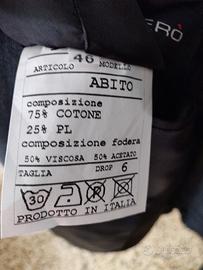 ERÒ
46
ARTICOLO MODELLO
ABITO
composizione
75% COTONE
25% PL
composizione fodera
50% VISCOSA 50% ACETATO
TAGLIA DROP 6
30 A P
PRODOTTO IN ITALIA